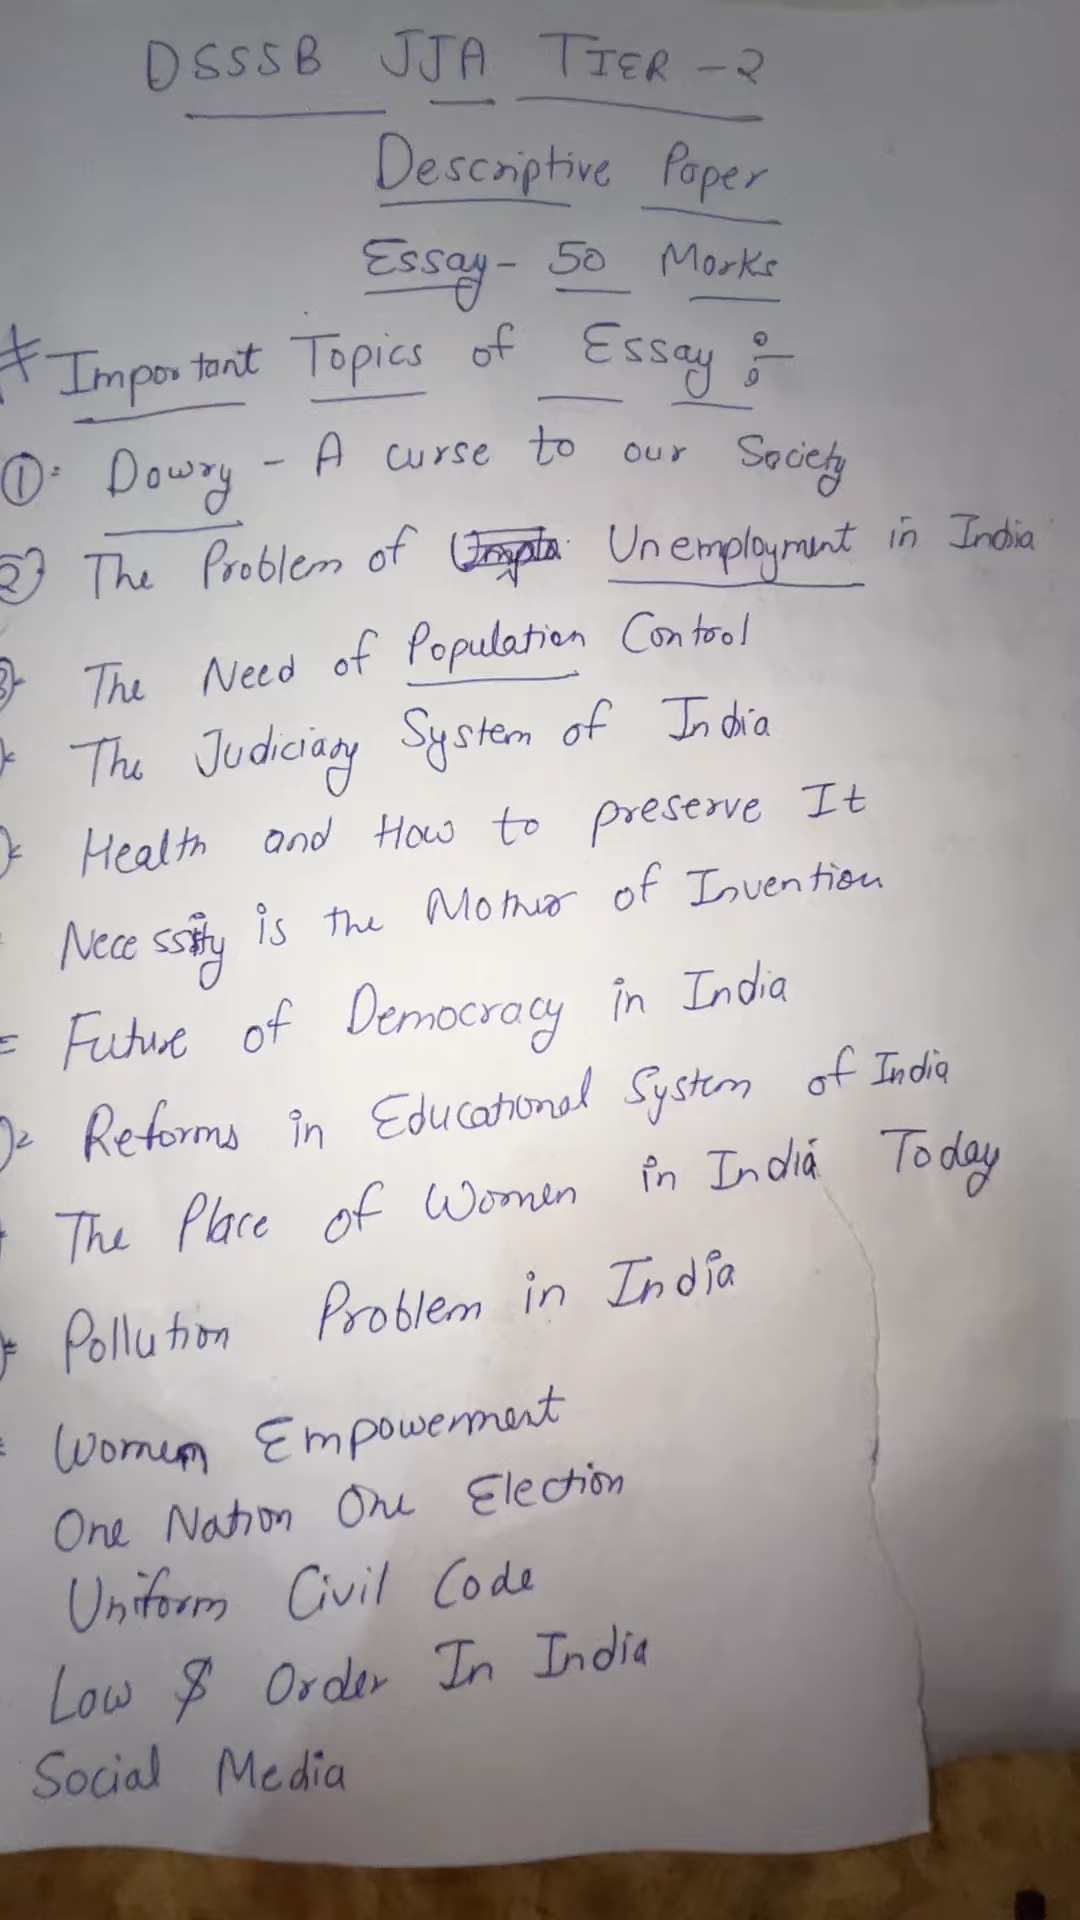 DSSSB JJA TIER-2
Descriptive Paper
Essay- 50 Marks
# Important Topics of Essay :-
①: Dowry - A curse to our Society
② The Problem of Unemployment in India
The Need of Population Control
The Judiciary System of India
Health and How to preserve It
Necessity is the Mother of Invention
Future of Democracy in India
Reforms in Educational System of India
The Place of Women in India Today
Pollution Problem in India
Women Empowerment
One Nation One Election
Uniform Civil Code
Law & Order In India
Social Media